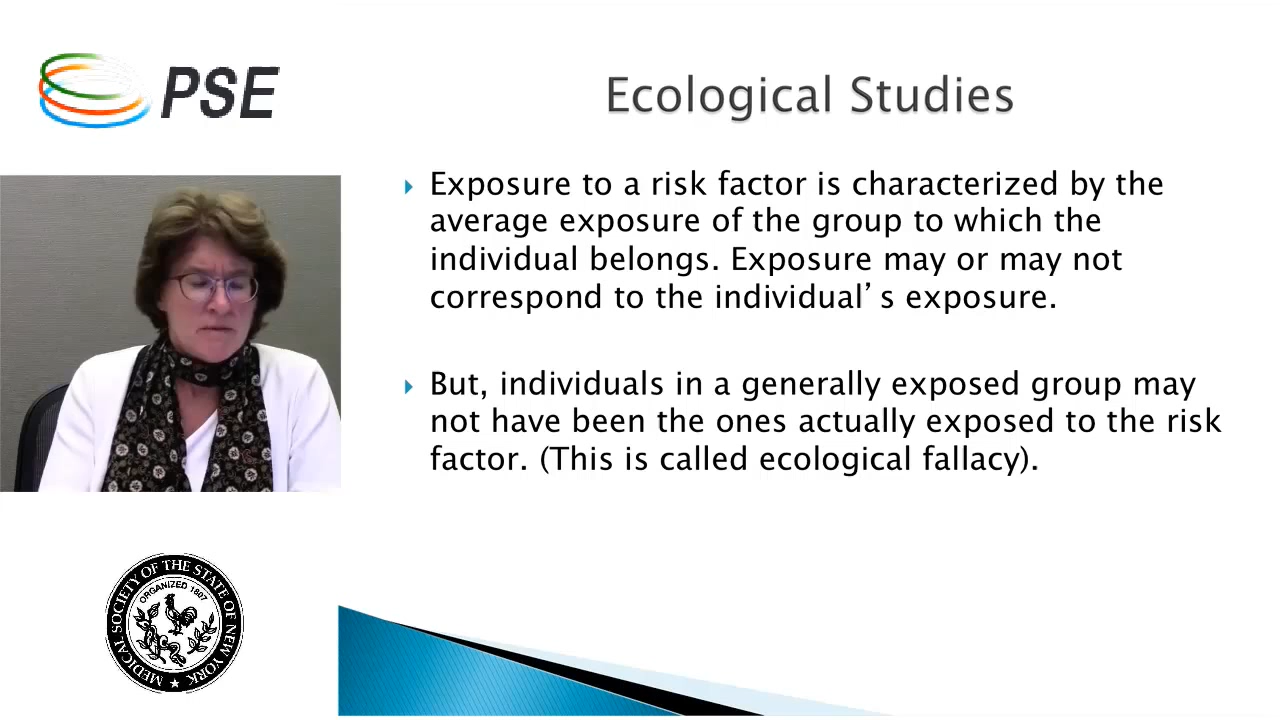 PSE
Ecological Studies
Exposure to a risk factor is characterized by the
average exposure of the group to which the
individual belongs. Exposure may or may not
correspond to the individual’s exposure.
But, individuals in a generally exposed group may
not have been the ones actually exposed to the risk
factor. (This is called ecological fallacy).
MEDICAL SOCIETY OF THE STATE OF NEW YORK
ORGANIZED 1807